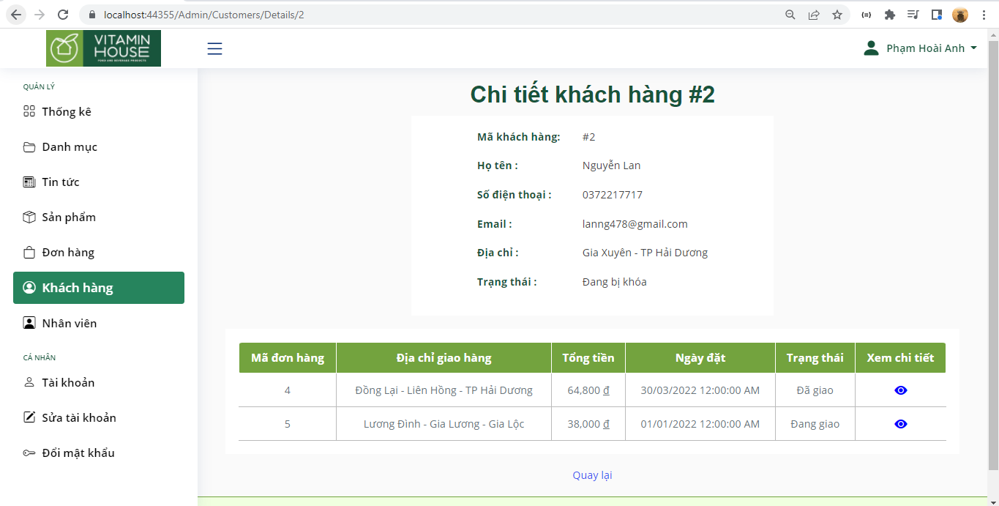 localhost:44355/Admin/Customers/Details/2
VITAMIN
HOUSE
FOOD AND BEVERAGE PRODUCTS
Phạm Hoài Anh
QUẢN LÝ
Thống kê
Danh mục
Tin tức
Sản phẩm
Đơn hàng
Khách hàng
Nhân viên
CÁ NHÂN
Tài khoản
Sửa tài khoản
Đổi mật khẩu
Chi tiết khách hàng #2
Mã khách hàng: #2
Họ tên : Nguyễn Lan
Số điện thoại : 0372217717
Email : lanng478@gmail.com
Địa chỉ : Gia Xuyên - TP Hải Dương
Trạng thái : Đang bị khóa
Mã đơn hàng Địa chỉ giao hàng Tổng tiền Ngày đặt Trạng thái Xem chi tiết
4 Đồng Lại - Liên Hồng - TP Hải Dương 64,800 ₫ 30/03/2022 12:00:00 AM Đã giao
5 Lương Đình - Gia Lương - Gia Lộc 38,000 ₫ 01/01/2022 12:00:00 AM Đang giao
Quay lại